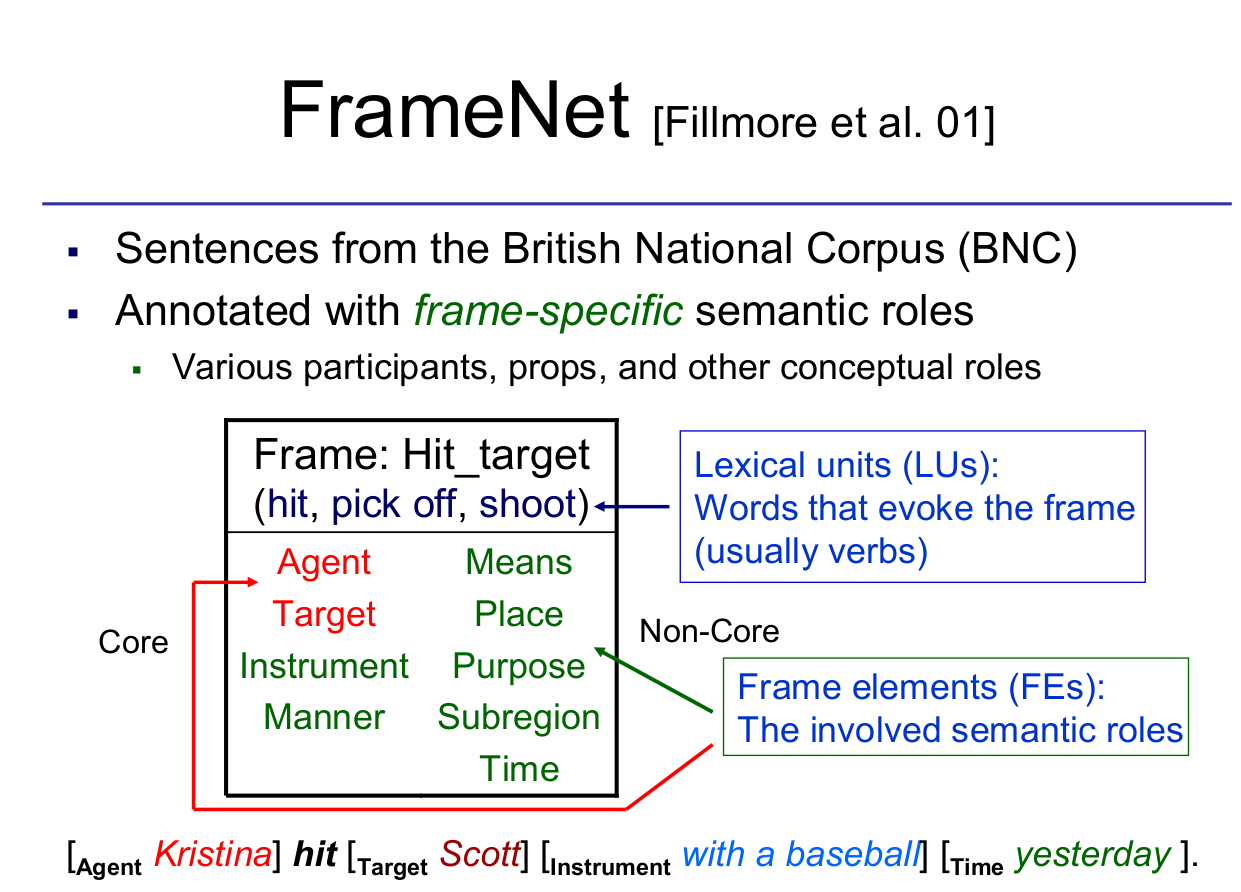 FrameNet [Fillmore et al. 01]
▪ Sentences from the British National Corpus (BNC)
▪ Annotated with frame-specific semantic roles
▪ Various participants, props, and other conceptual roles
Frame: Hit_target
(hit, pick off, shoot)
Lexical units (LUs):
Words that evoke the frame
(usually verbs)
Agent Means
Target Place
Instrument Purpose
Manner Subregion
Time
Core
Non-Core
Frame elements (FEs):
The involved semantic roles
[Agent Kristina] hit [Target Scott] [Instrument with a baseball] [Time yesterday ].